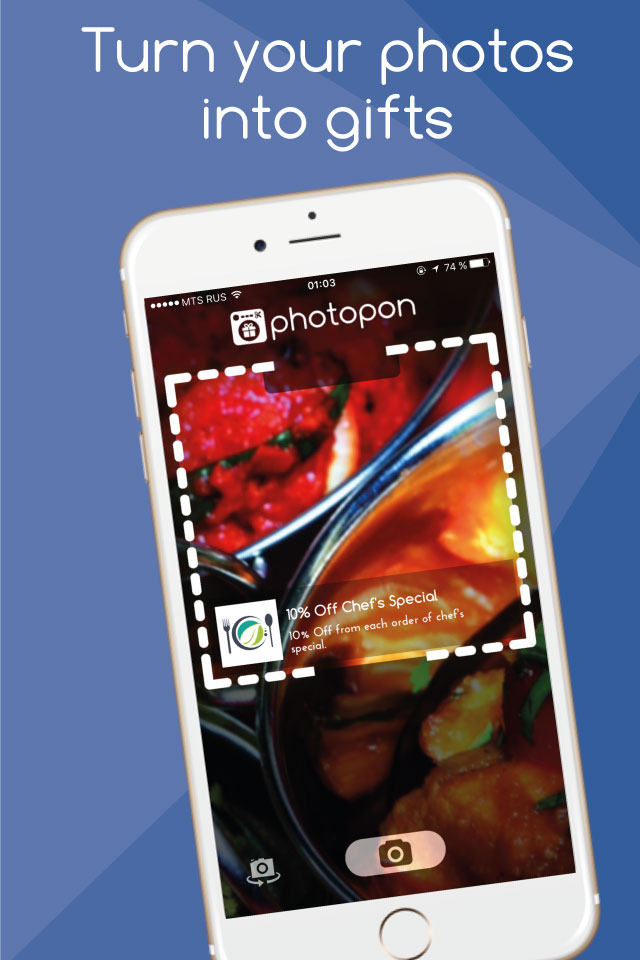 Turn your photos
into gifts
MTS RUS
01:03
74 %
photopon
10% Off Chef's Special
10% Off from each order of chef's
special.